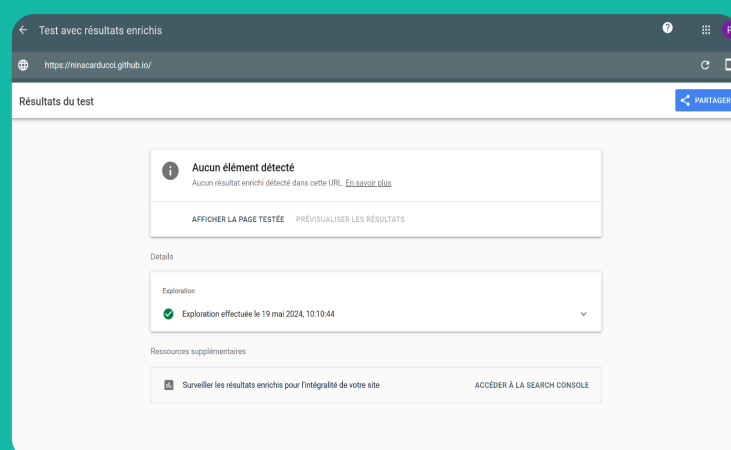 Test avec résultats enrichis
https://ninacarducci.github.io/
Résultats du test
PARTAGER
Aucun élément détecté
Aucun résultat enrichi détecté dans cette URL. En savoir plus
AFFICHER LA PAGE TESTÉE PRÉVISUALISER LES RÉSULTATS
Détails
Exploration
Exploration effectuée le 19 mai 2024, 10:10:44
Ressources supplémentaires
Surveiller les résultats enrichis pour l'intégralité de votre site ACCÉDER À LA SEARCH CONSOLE